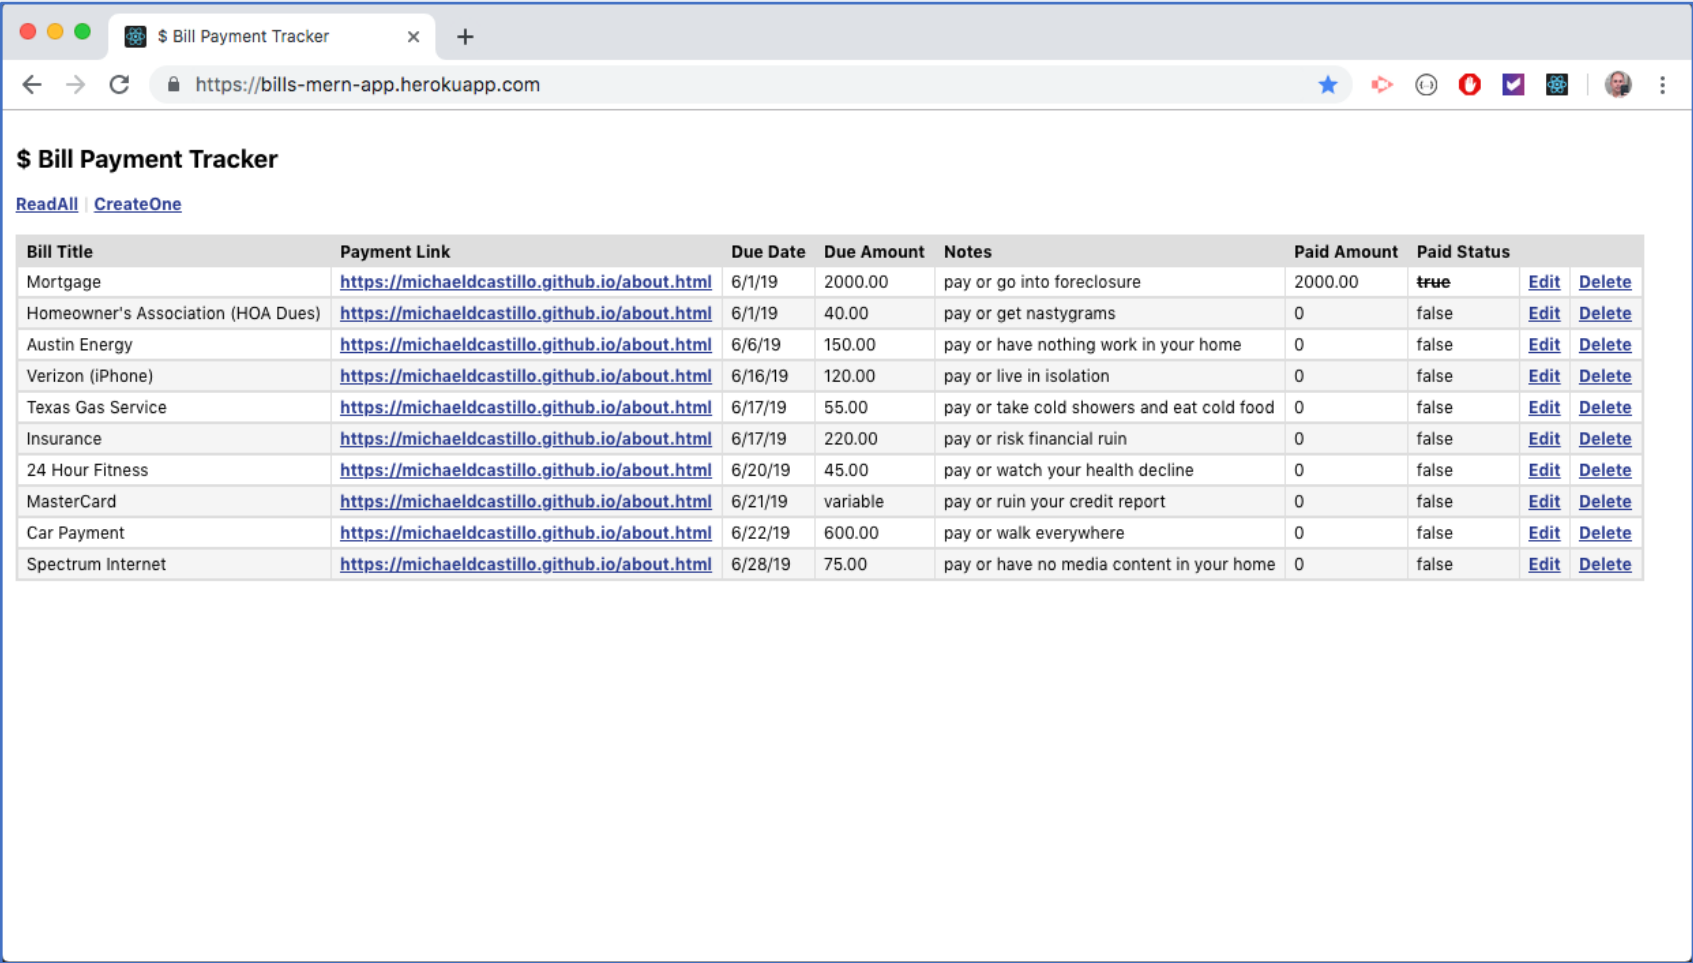 $ Bill Payment Tracker
https://bills-mern-app.herokuapp.com
$ Bill Payment Tracker
ReadAll | CreateOne
Bill Title Payment Link Due Date Due Amount Notes Paid Amount Paid Status
Mortgage https://michaeldcastillo.github.io/about.html 6/1/19 2000.00 pay or go into foreclosure 2000.00 true Edit Delete
Homeowner's Association (HOA Dues) https://michaeldcastillo.github.io/about.html 6/1/19 40.00 pay or get nastygrams 0 false Edit Delete
Austin Energy https://michaeldcastillo.github.io/about.html 6/6/19 150.00 pay or have nothing work in your home 0 false Edit Delete
Verizon (iPhone) https://michaeldcastillo.github.io/about.html 6/16/19 120.00 pay or live in isolation 0 false Edit Delete
Texas Gas Service https://michaeldcastillo.github.io/about.html 6/17/19 55.00 pay or take cold showers and eat cold food 0 false Edit Delete
Insurance https://michaeldcastillo.github.io/about.html 6/17/19 220.00 pay or risk financial ruin 0 false Edit Delete
24 Hour Fitness https://michaeldcastillo.github.io/about.html 6/20/19 45.00 pay or watch your health decline 0 false Edit Delete
MasterCard https://michaeldcastillo.github.io/about.html 6/21/19 variable pay or ruin your credit report 0 false Edit Delete
Car Payment https://michaeldcastillo.github.io/about.html 6/22/19 600.00 pay or walk everywhere 0 false Edit Delete
Spectrum Internet https://michaeldcastillo.github.io/about.html 6/28/19 75.00 pay or have no media content in your home 0 false Edit Delete